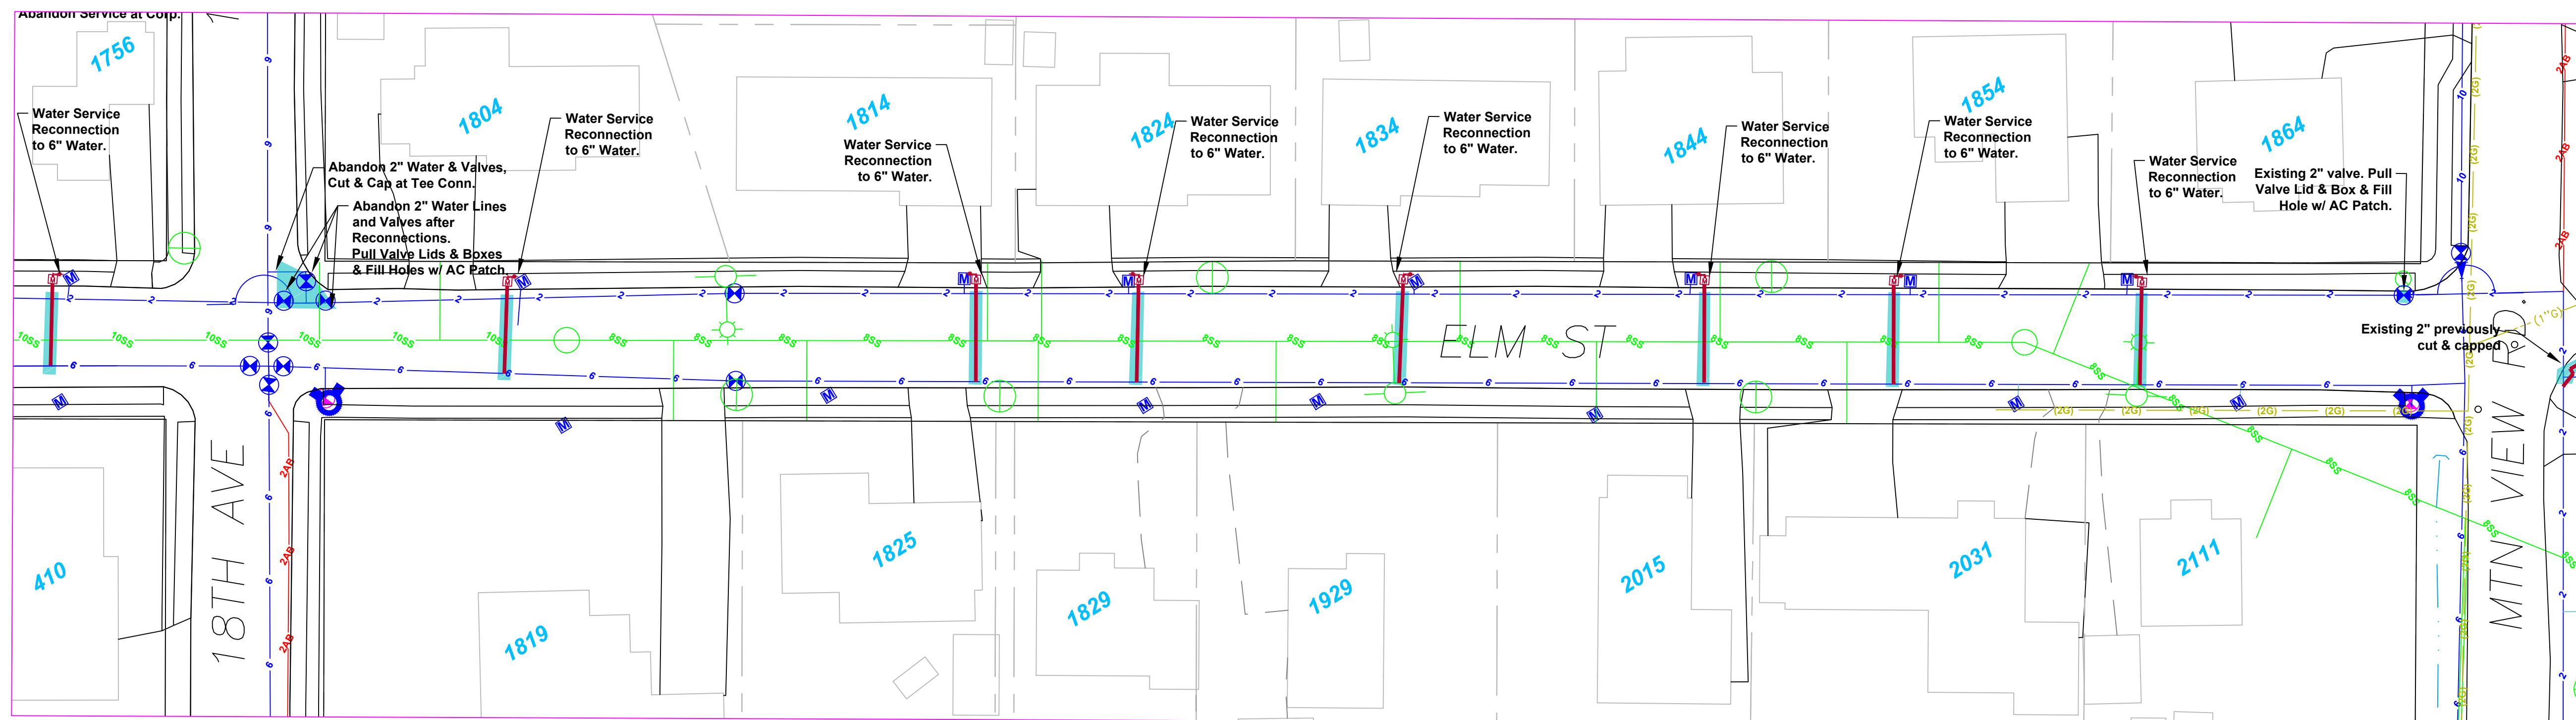 Abandon Service at Corp.
1756
Water Service
Reconnection
to 6" Water.
1804
Water Service
Reconnection
to 6" Water.
Abandon 2" Water & Valves,
Cut & Cap at Tee Conn.
Abandon 2" Water Lines
and Valves after
Reconnections.
Pull Valve Lids & Boxes
& Fill Holes w/ AC Patch.
1814
Water Service
Reconnection
to 6" Water.
1824
Water Service
Reconnection
to 6" Water.
1834
Water Service
Reconnection
to 6" Water.
1844
Water Service
Reconnection
to 6" Water.
1854
Water Service
Reconnection
to 6" Water.
1864
Water Service
Reconnection
to 6" Water.
Existing 2" valve. Pull
Valve Lid & Box & Fill
Hole w/ AC Patch.
ELM ST
Existing 2" previously
cut & capped
(1"G)
18TH AVE
MTN VIEW RD.
10SS
8SS
2AB
(2G)
410
1819
1825
1829
1929
2015
2031
2111